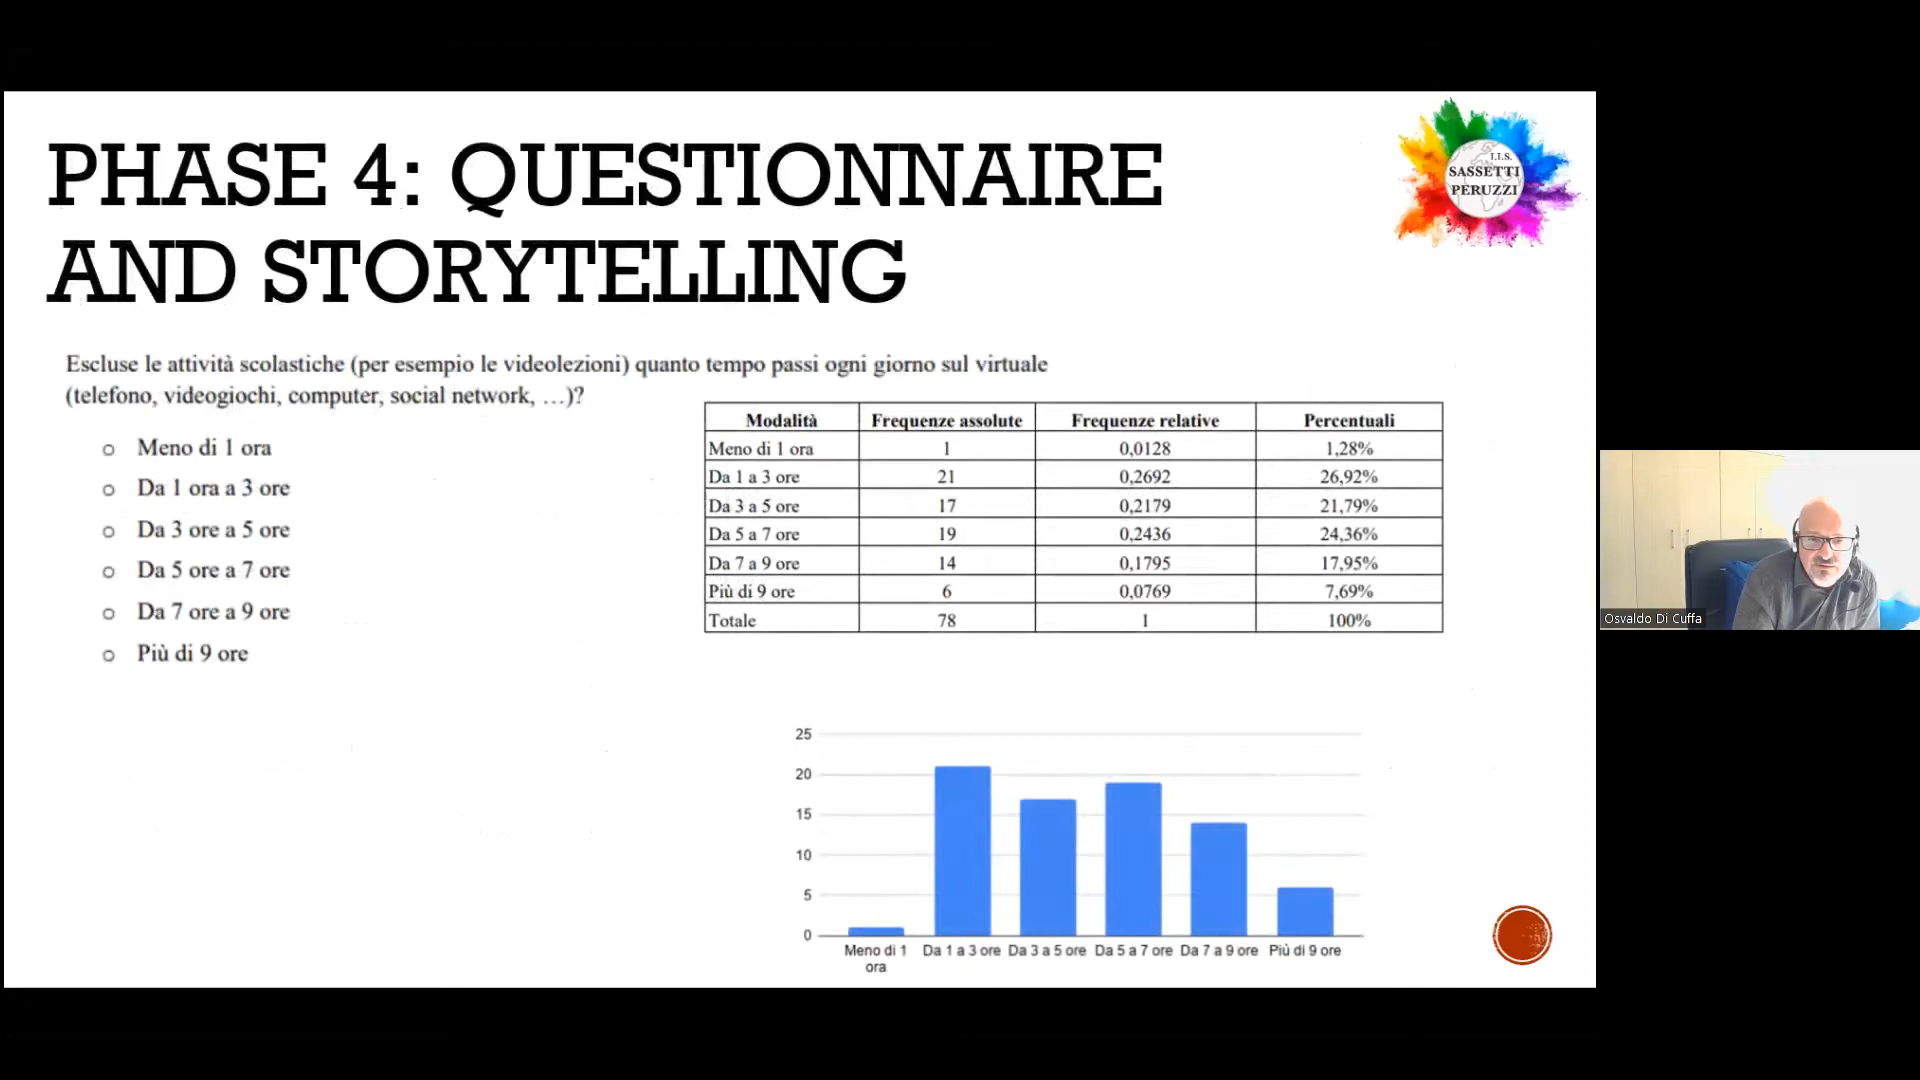 PHASE 4: QUESTIONNAIRE
AND STORYTELLING
I.I.S.
SASSETTI
PERUZZI
Escluse le attività scolastiche (per esempio le videolezioni) quanto tempo passi ogni giorno sul virtuale
(telefono, videogiochi, computer, social network, …)?
Meno di 1 ora
Da 1 ora a 3 ore
Da 3 ore a 5 ore
Da 5 ore a 7 ore
Da 7 ore a 9 ore
Più di 9 ore
Modalità Frequenze assolute Frequenze relative Percentuali
Meno di 1 ora 1 0,0128 1,28%
Da 1 a 3 ore 21 0,2692 26,92%
Da 3 a 5 ore 17 0,2179 21,79%
Da 5 a 7 ore 19 0,2436 24,36%
Da 7 a 9 ore 14 0,1795 17,95%
Più di 9 ore 6 0,0769 7,69%
Totale 78 1 100%
25
20
15
10
5
0
Meno di 1 Da 1 a 3 ore Da 3 a 5 ore Da 5 a 7 ore Da 7 a 9 ore Più di 9 ore
ora
Osvaldo Di Cuffa